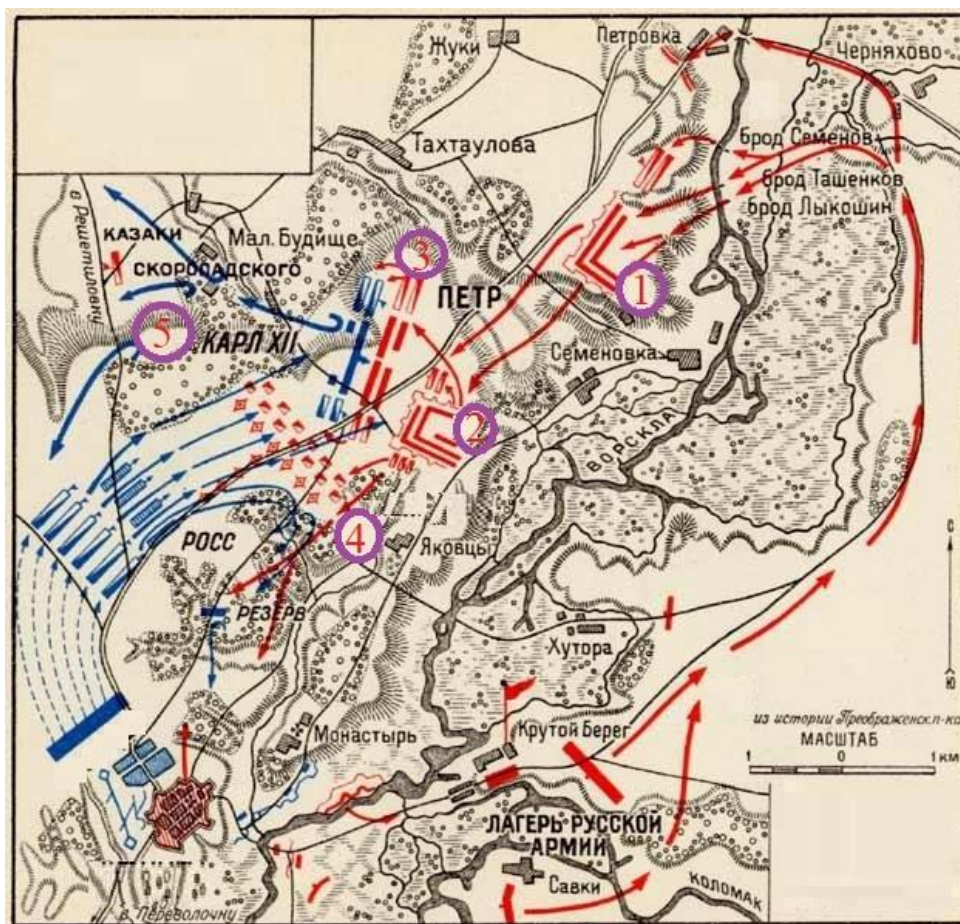 Жуки
Петровка
Черняхово
Тахтаулова
брод Семенов
брод Ташенков
брод Лыкошин
в Решетиловку
КАЗАКИ
Мал. Будище
СКОРОПАДСКОГО
3
ПЕТР
1
5
КАРЛ XII
Семеновка
2
ВОРСКЛА
4
Яковцы
РОСС
РЕЗЕРВ
Хутора
С
Ю
Монастырь
Крутой Берег
из истории Преображенск. п-ка
МАСШТАБ
1 0 1 км
ЛАГЕРЬ РУССКОЙ
АРМИИ
Савки
КОЛОМАК
в Переволочну